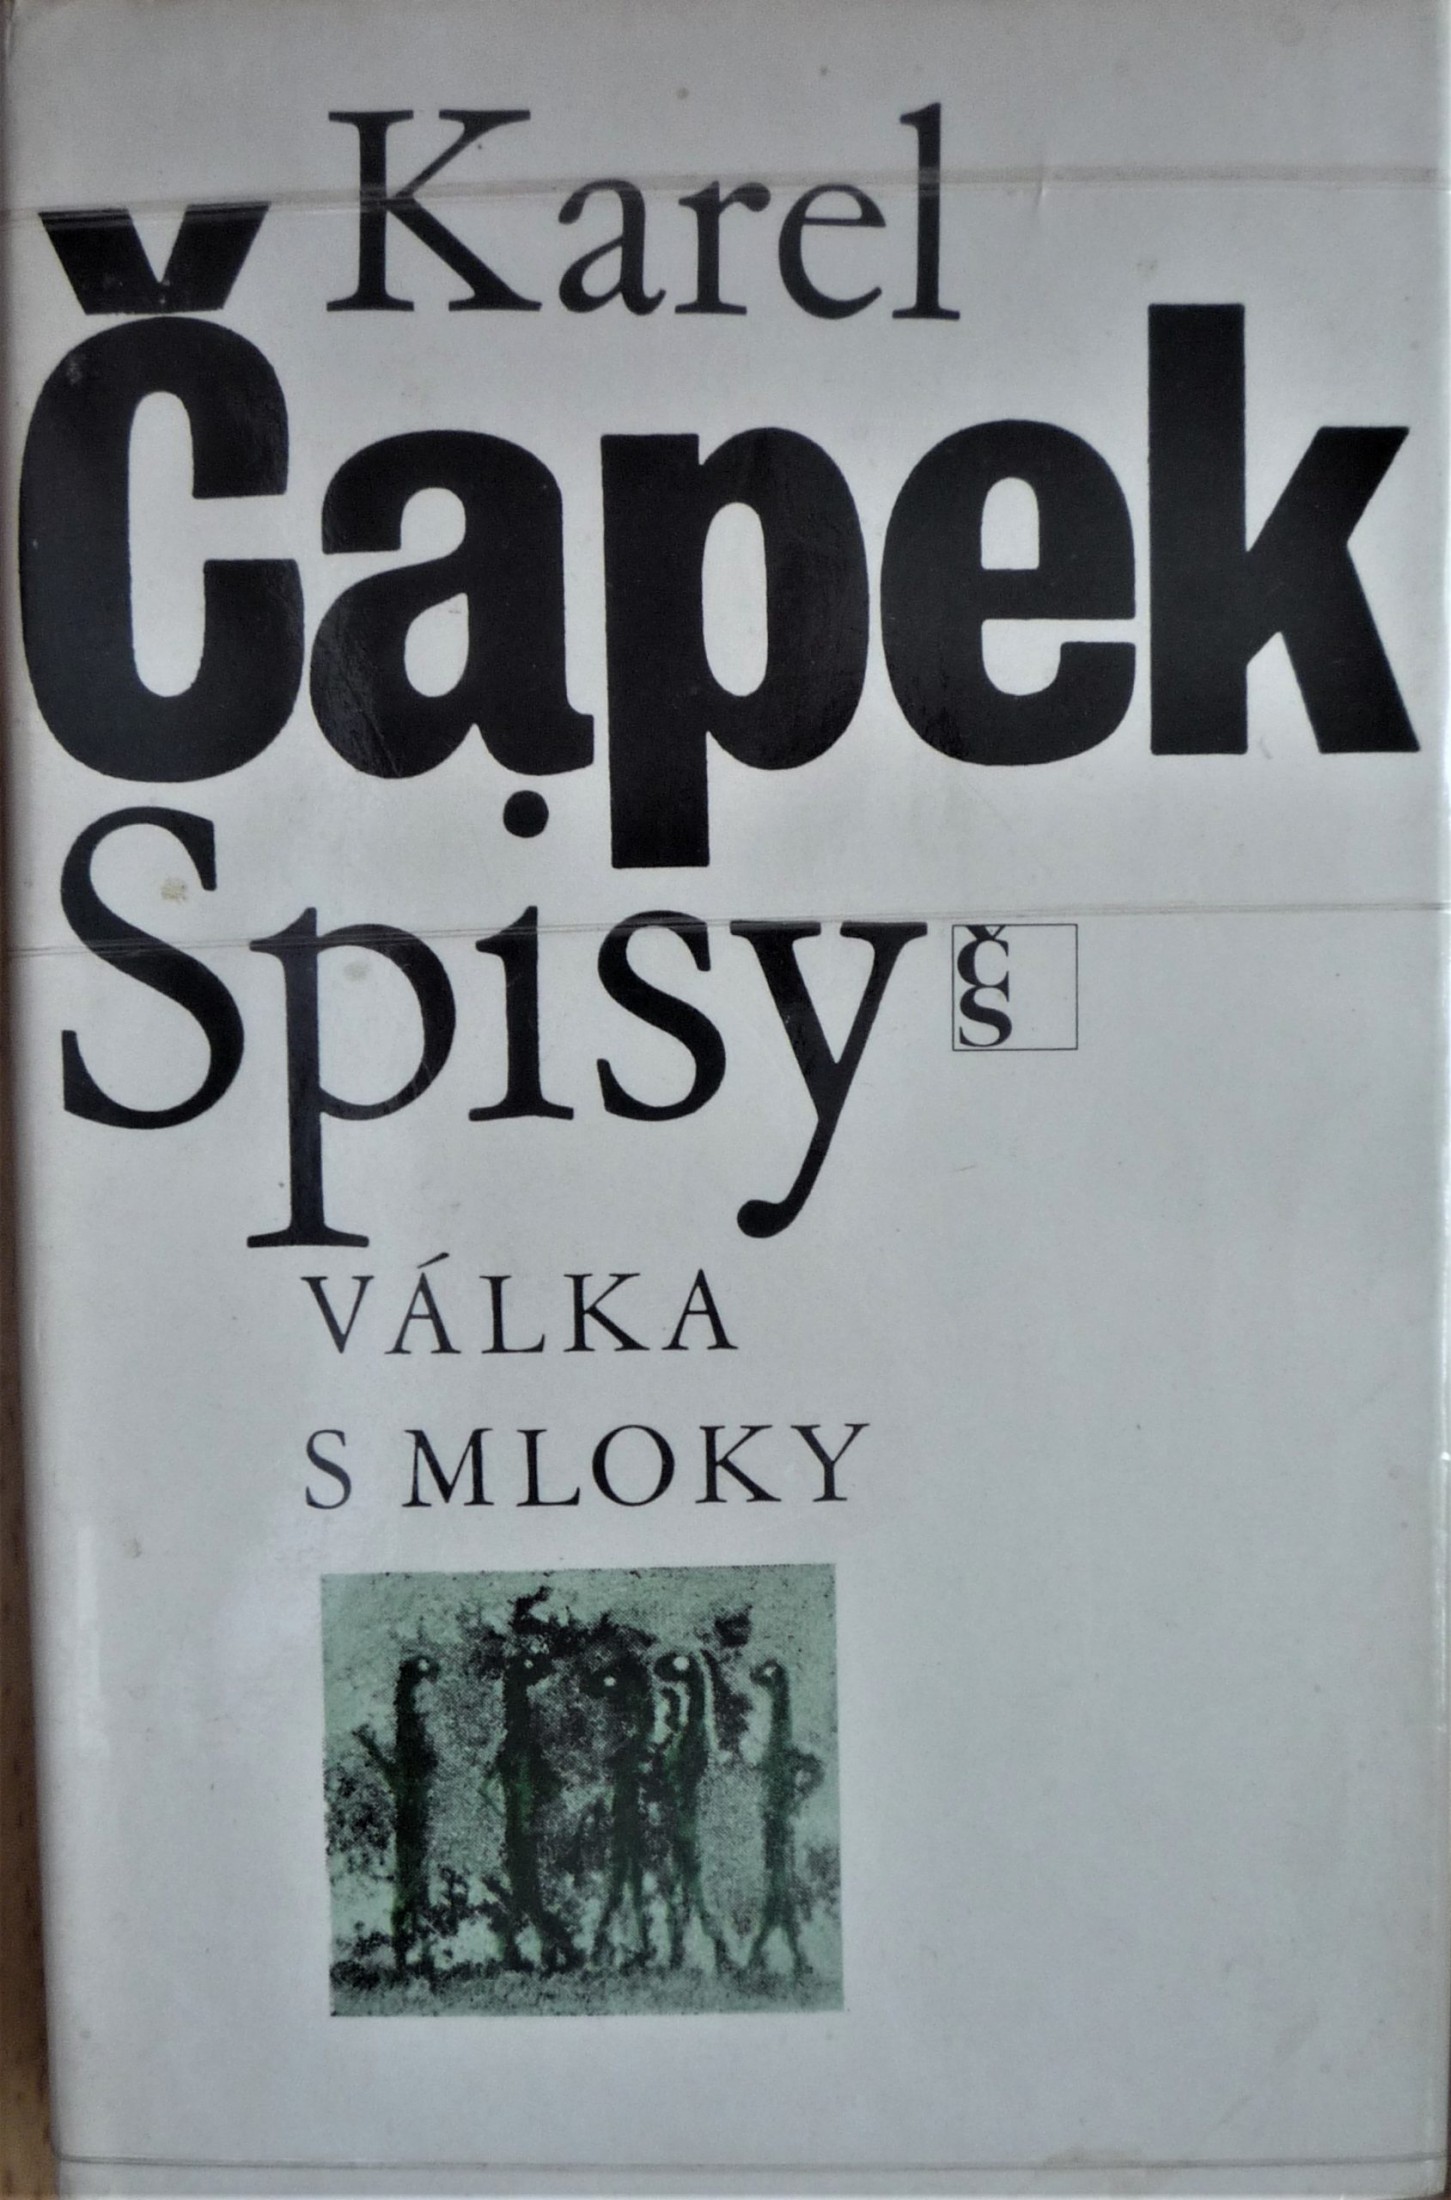 Karel
Čapek
Spisy
ČS
VÁLKA
S MLOKY